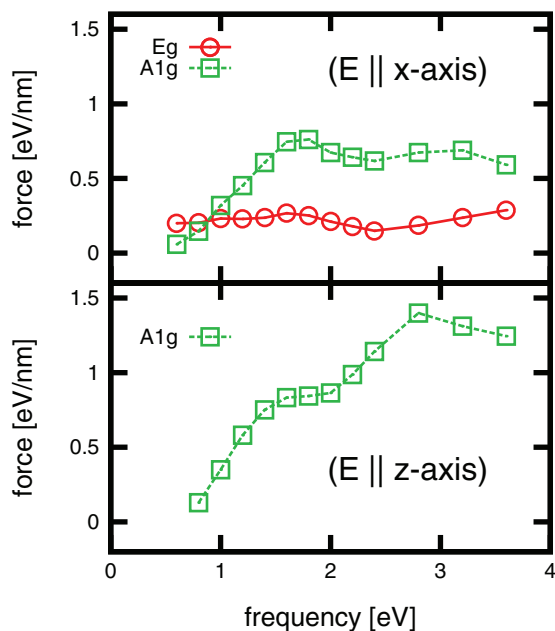 1.5
Eg
A1g
(E || x-axis)
1
force [eV/nm]
0.5
0
1.5
A1g
1
force [eV/nm]
0.5
(E || z-axis)
0
0 1 2 3 4
frequency [eV]